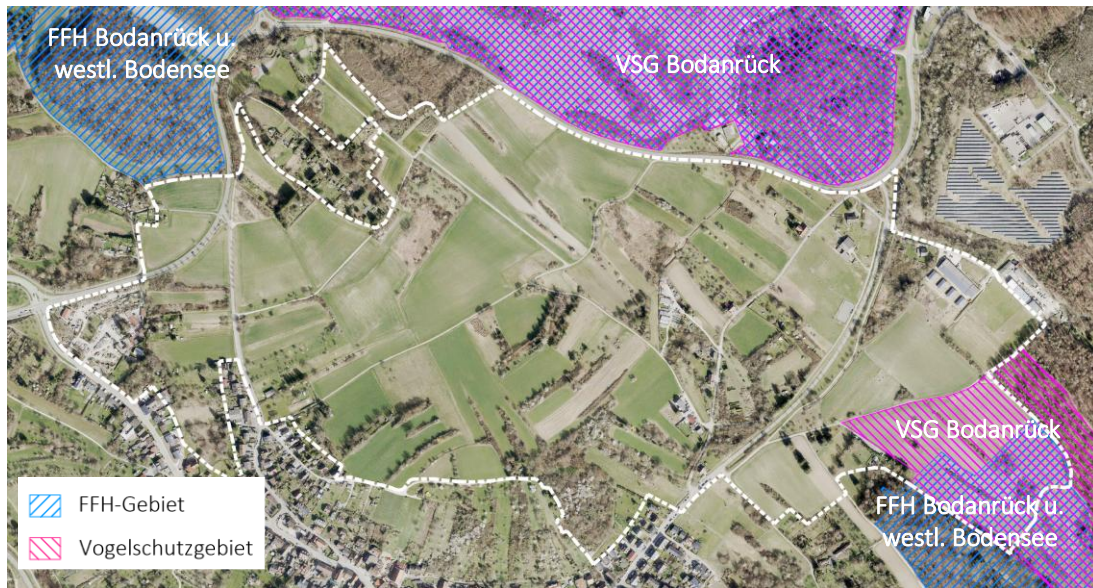 FFH Bodanrück u.
westl. Bodensee
VSG Bodanrück
VSG Bodanrück
FFH Bodanrück u.
westl. Bodensee
FFH-Gebiet
Vogelschutzgebiet